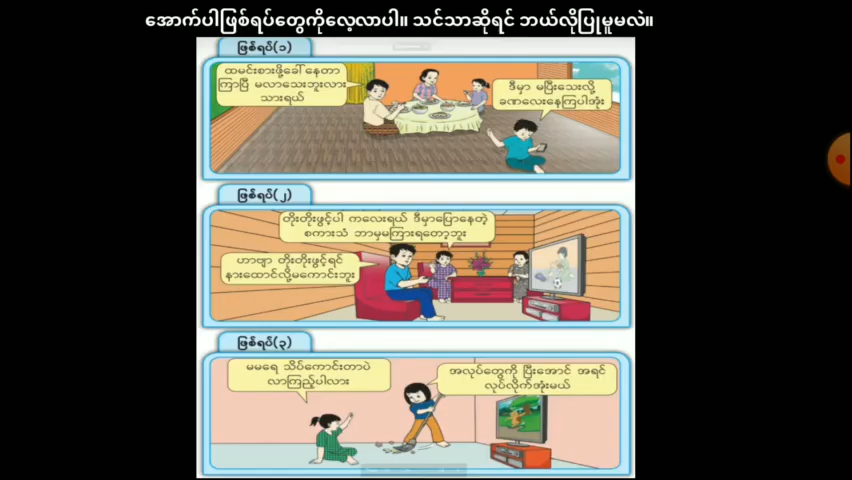 အောက်ပါဖြစ်ရပ်တွေကိုလေ့လာပါ။ သင်သာဆိုရင် ဘယ်လိုပြုမူမလဲ။
ဖြစ်ရပ်(၁)
ထမင်းစားဖို့ခေါ်နေတာ
ကြာပြီ မလာသေးဘူးလား
သားရယ်
ဒီမှာ မပြီးသေးလို့
ခဏလေးနေကြပါအုံး
ဖြစ်ရပ်(၂)
တိုးတိုးဖွင့်ပါ ကလေးရယ် ဒီမှာပြောနေတဲ့
စကားသံ ဘာမှမကြားရတော့ဘူး
ဟာဗျာ တိုးတိုးဖွင့်ရင်
နားထောင်လို့မကောင်းဘူး
ဖြစ်ရပ်(၃)
မမရေ သိပ်ကောင်းတာပဲ
လာကြည့်ပါလား
အလုပ်တွေကို ပြီးအောင် အရင်
လုပ်လိုက်အုံးမယ်